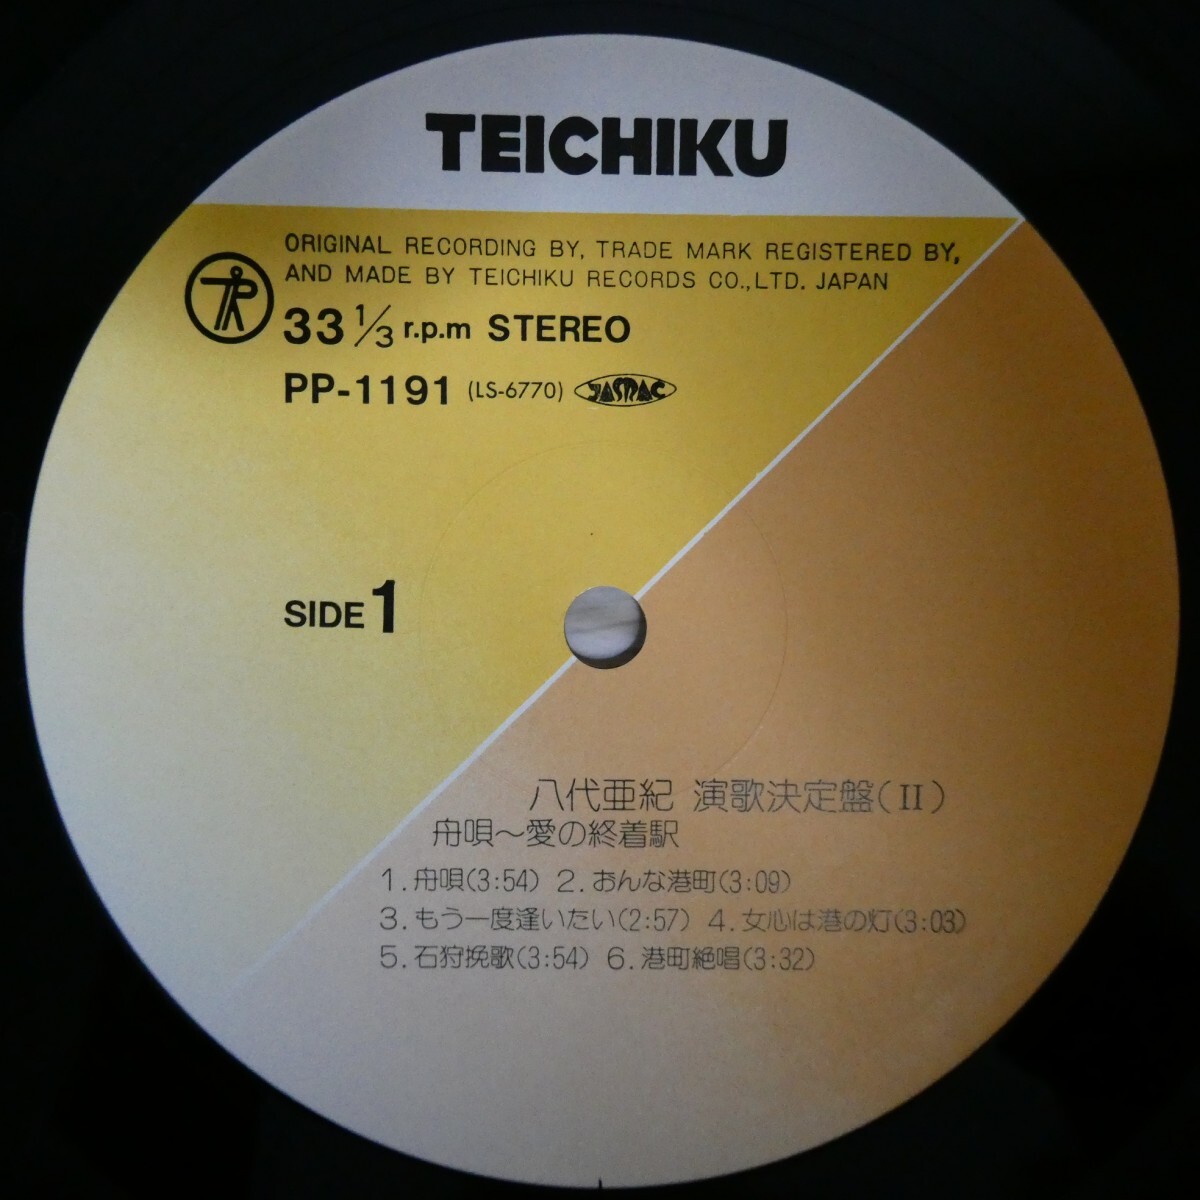 TEICHIKU
ORIGINAL RECORDING BY, TRADE MARK REGISTERED BY,
AND MADE BY TEICHIKU RECORDS CO.,LTD. JAPAN
33 1/3 r.p.m STEREO
PP-1191 (LS-6770) JASRAC
SIDE 1
八代亜紀 演歌決定盤(II)
舟唄～愛の終着駅
1.舟唄(3:54) 2.おんな港町(3:09)
3.もう一度逢いたい(2:57) 4.女心は港の灯(3:03)
5.石狩挽歌(3:54) 6.港町絶唱(3:32)